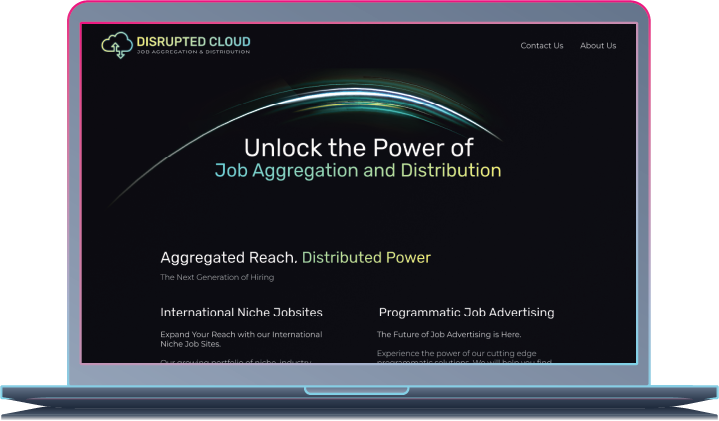 DISRUPTED CLOUD
JOB AGGREGATION & DISTRIBUTION
Contact Us
About Us
Unlock the Power of
Job Aggregation and Distribution
Aggregated Reach, Distributed Power
The Next Generation of Hiring
International Niche Jobsites
Expand Your Reach with our International
Niche Job Sites.
Our growing portfolio of niche, industry
Programmatic Job Advertising
The Future of Job Advertising is Here.
Experience the power of our cutting edge
programmatic solutions. We will help you find